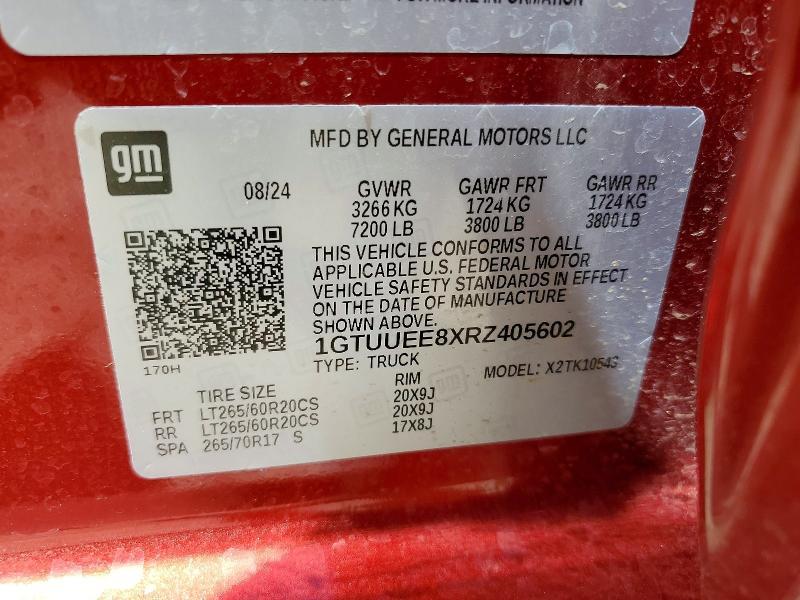 FOR MORE INFORMATION
gm
MFD BY GENERAL MOTORS LLC
08/24
GVWR
3266 KG
7200 LB
GAWR FRT
1724 KG
3800 LB
GAWR RR
1724 KG
3800 LB
THIS VEHICLE CONFORMS TO ALL
APPLICABLE U.S. FEDERAL MOTOR
VEHICLE SAFETY STANDARDS IN EFFECT
ON THE DATE OF MANUFACTURE
SHOWN ABOVE.
1GTUUEE8XRZ405602
170H
TYPE: TRUCK
MODEL: X2TK10543
TIRE SIZE RIM
FRT LT265/60R20CS 20X9J
RR LT265/60R20CS 20X9J
SPA 265/70R17 S 17X8J